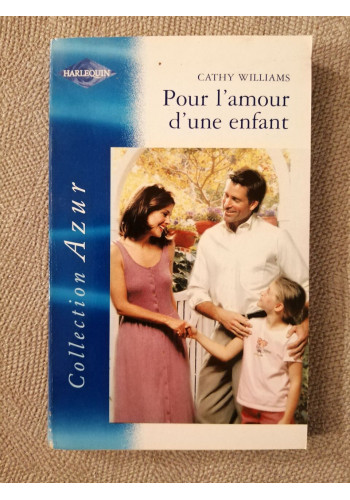 HARLEQUIN
CATHY WILLIAMS
Pour l'amour
d'une enfant
Collection Azur